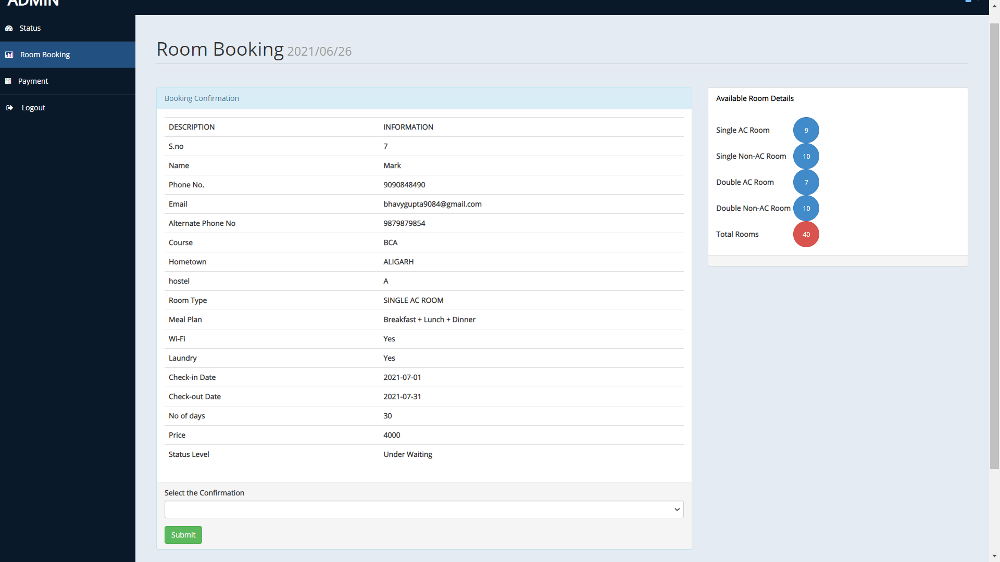 ADMIN
Status
Room Booking
Payment
Logout
Room Booking 2021/06/26
Booking Confirmation
DESCRIPTION INFORMATION
S.no 7
Name Mark
Phone No. 9090848490
Email bhavygupta9084@gmail.com
Alternate Phone No 9879879854
Course BCA
Hometown ALIGARH
hostel A
Room Type SINGLE AC ROOM
Meal Plan Breakfast + Lunch + Dinner
Wi-Fi Yes
Laundry Yes
Check-in Date 2021-07-01
Check-out Date 2021-07-31
No of days 30
Price 4000
Status Level Under Waiting
Select the Confirmation
Submit
Available Room Details
Single AC Room 9
Single Non-AC Room 10
Double AC Room 7
Double Non-AC Room 10
Total Rooms 40